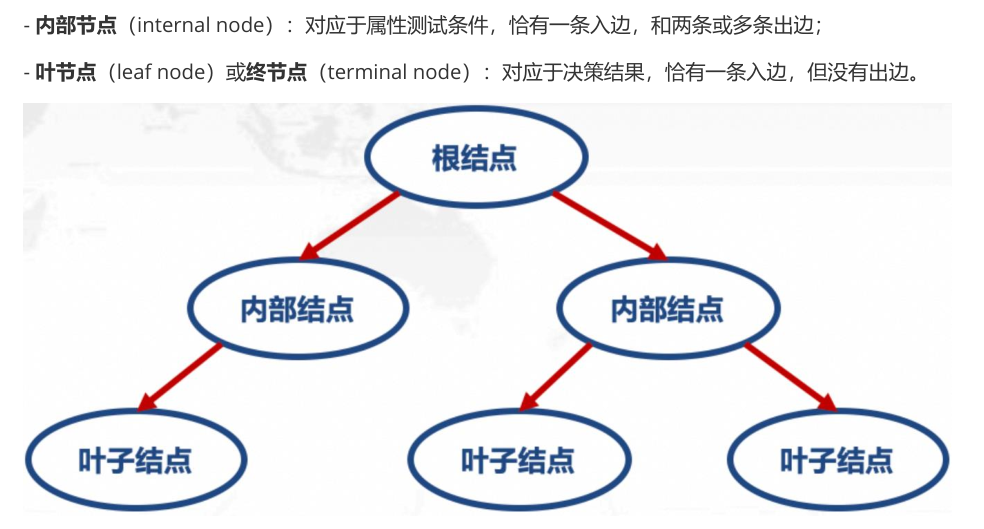 - 内部节点（internal node）：对应于属性测试条件，恰有一条入边，和两条或多条出边；
- 叶节点（leaf node）或终节点（terminal node）：对应于决策结果，恰有一条入边，但没有出边。
根结点
内部结点 内部结点
叶子结点 叶子结点 叶子结点